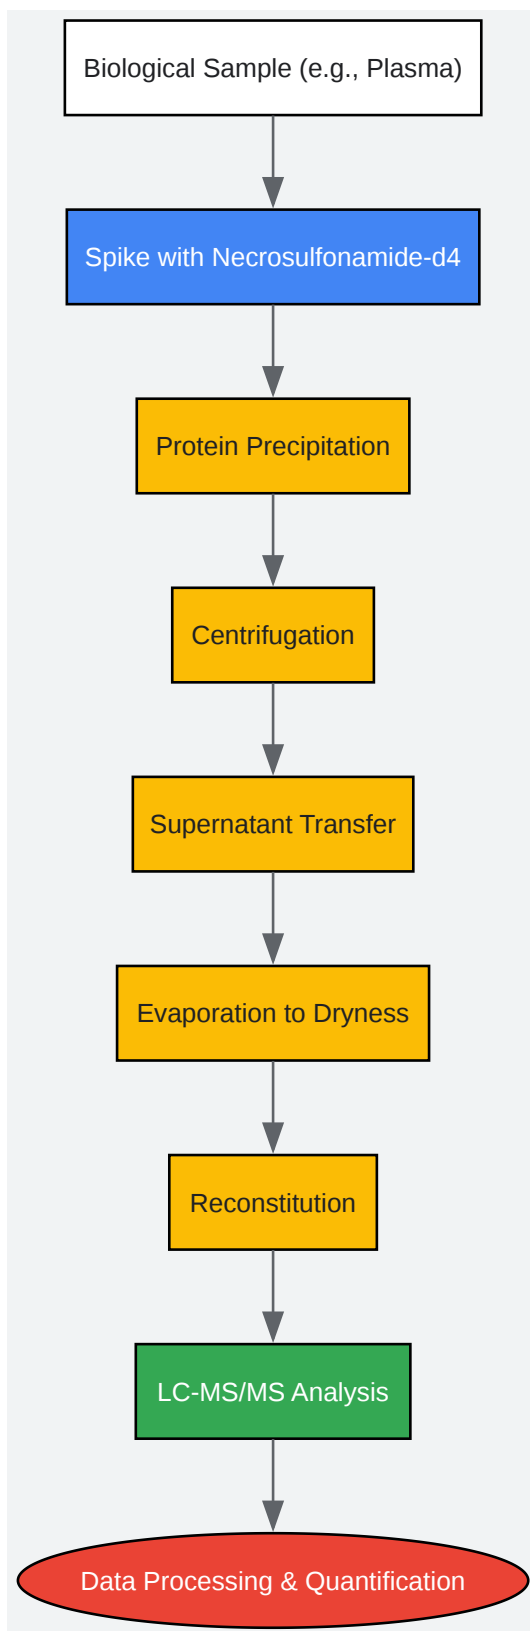 Biological Sample (e.g., Plasma)
Spike with Necrosulfonamide-d4
Protein Precipitation
Centrifugation
Supernatant Transfer
Evaporation to Dryness
Reconstitution
LC-MS/MS Analysis
Data Processing & Quantification